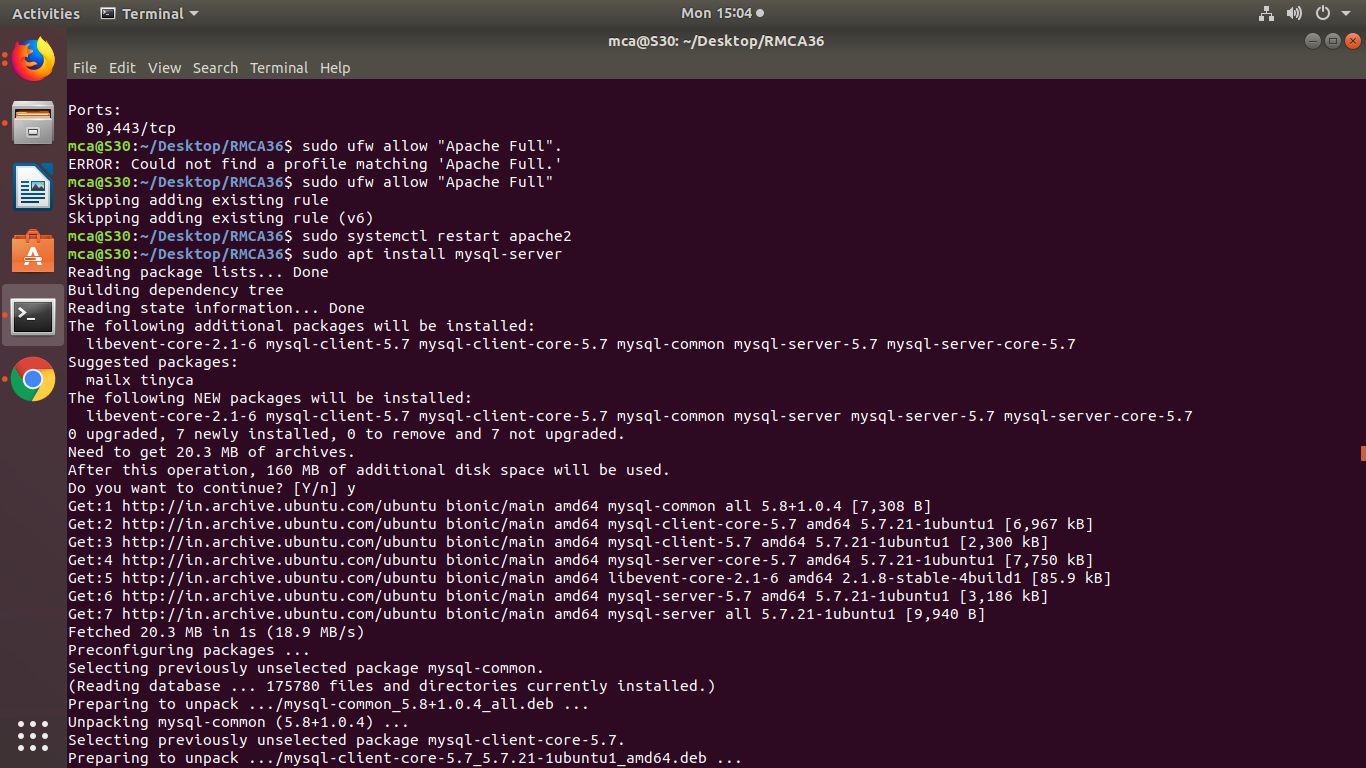 Activities Terminal Mon 15:04
mca@S30: ~/Desktop/RMCA36
File Edit View Search Terminal Help
Ports:
  80,443/tcp
mca@S30:~/Desktop/RMCA36$ sudo ufw allow "Apache Full".
ERROR: Could not find a profile matching 'Apache Full.'
mca@S30:~/Desktop/RMCA36$ sudo ufw allow "Apache Full"
Skipping adding existing rule
Skipping adding existing rule (v6)
mca@S30:~/Desktop/RMCA36$ sudo systemctl restart apache2
mca@S30:~/Desktop/RMCA36$ sudo apt install mysql-server
Reading package lists... Done
Building dependency tree
Reading state information... Done
The following additional packages will be installed:
  libevent-core-2.1-6 mysql-client-5.7 mysql-client-core-5.7 mysql-common mysql-server-5.7 mysql-server-core-5.7
Suggested packages:
  mailx tinyca
The following NEW packages will be installed:
  libevent-core-2.1-6 mysql-client-5.7 mysql-client-core-5.7 mysql-common mysql-server mysql-server-5.7 mysql-server-core-5.7
0 upgraded, 7 newly installed, 0 to remove and 7 not upgraded.
Need to get 20.3 MB of archives.
After this operation, 160 MB of additional disk space will be used.
Do you want to continue? [Y/n] y
Get:1 http://in.archive.ubuntu.com/ubuntu bionic/main amd64 mysql-common all 5.8+1.0.4 [7,308 B]
Get:2 http://in.archive.ubuntu.com/ubuntu bionic/main amd64 mysql-client-core-5.7 amd64 5.7.21-1ubuntu1 [6,967 kB]
Get:3 http://in.archive.ubuntu.com/ubuntu bionic/main amd64 mysql-client-5.7 amd64 5.7.21-1ubuntu1 [2,300 kB]
Get:4 http://in.archive.ubuntu.com/ubuntu bionic/main amd64 mysql-server-core-5.7 amd64 5.7.21-1ubuntu1 [7,750 kB]
Get:5 http://in.archive.ubuntu.com/ubuntu bionic/main amd64 libevent-core-2.1-6 amd64 2.1.8-stable-4build1 [85.9 kB]
Get:6 http://in.archive.ubuntu.com/ubuntu bionic/main amd64 mysql-server-5.7 amd64 5.7.21-1ubuntu1 [3,186 kB]
Get:7 http://in.archive.ubuntu.com/ubuntu bionic/main amd64 mysql-server all 5.7.21-1ubuntu1 [9,940 B]
Fetched 20.3 MB in 1s (18.9 MB/s)
Preconfiguring packages ...
Selecting previously unselected package mysql-common.
(Reading database ... 175780 files and directories currently installed.)
Preparing to unpack .../mysql-common_5.8+1.0.4_all.deb ...
Unpacking mysql-common (5.8+1.0.4) ...
Selecting previously unselected package mysql-client-core-5.7.
Preparing to unpack .../mysql-client-core-5.7_5.7.21-1ubuntu1_amd64.deb ...